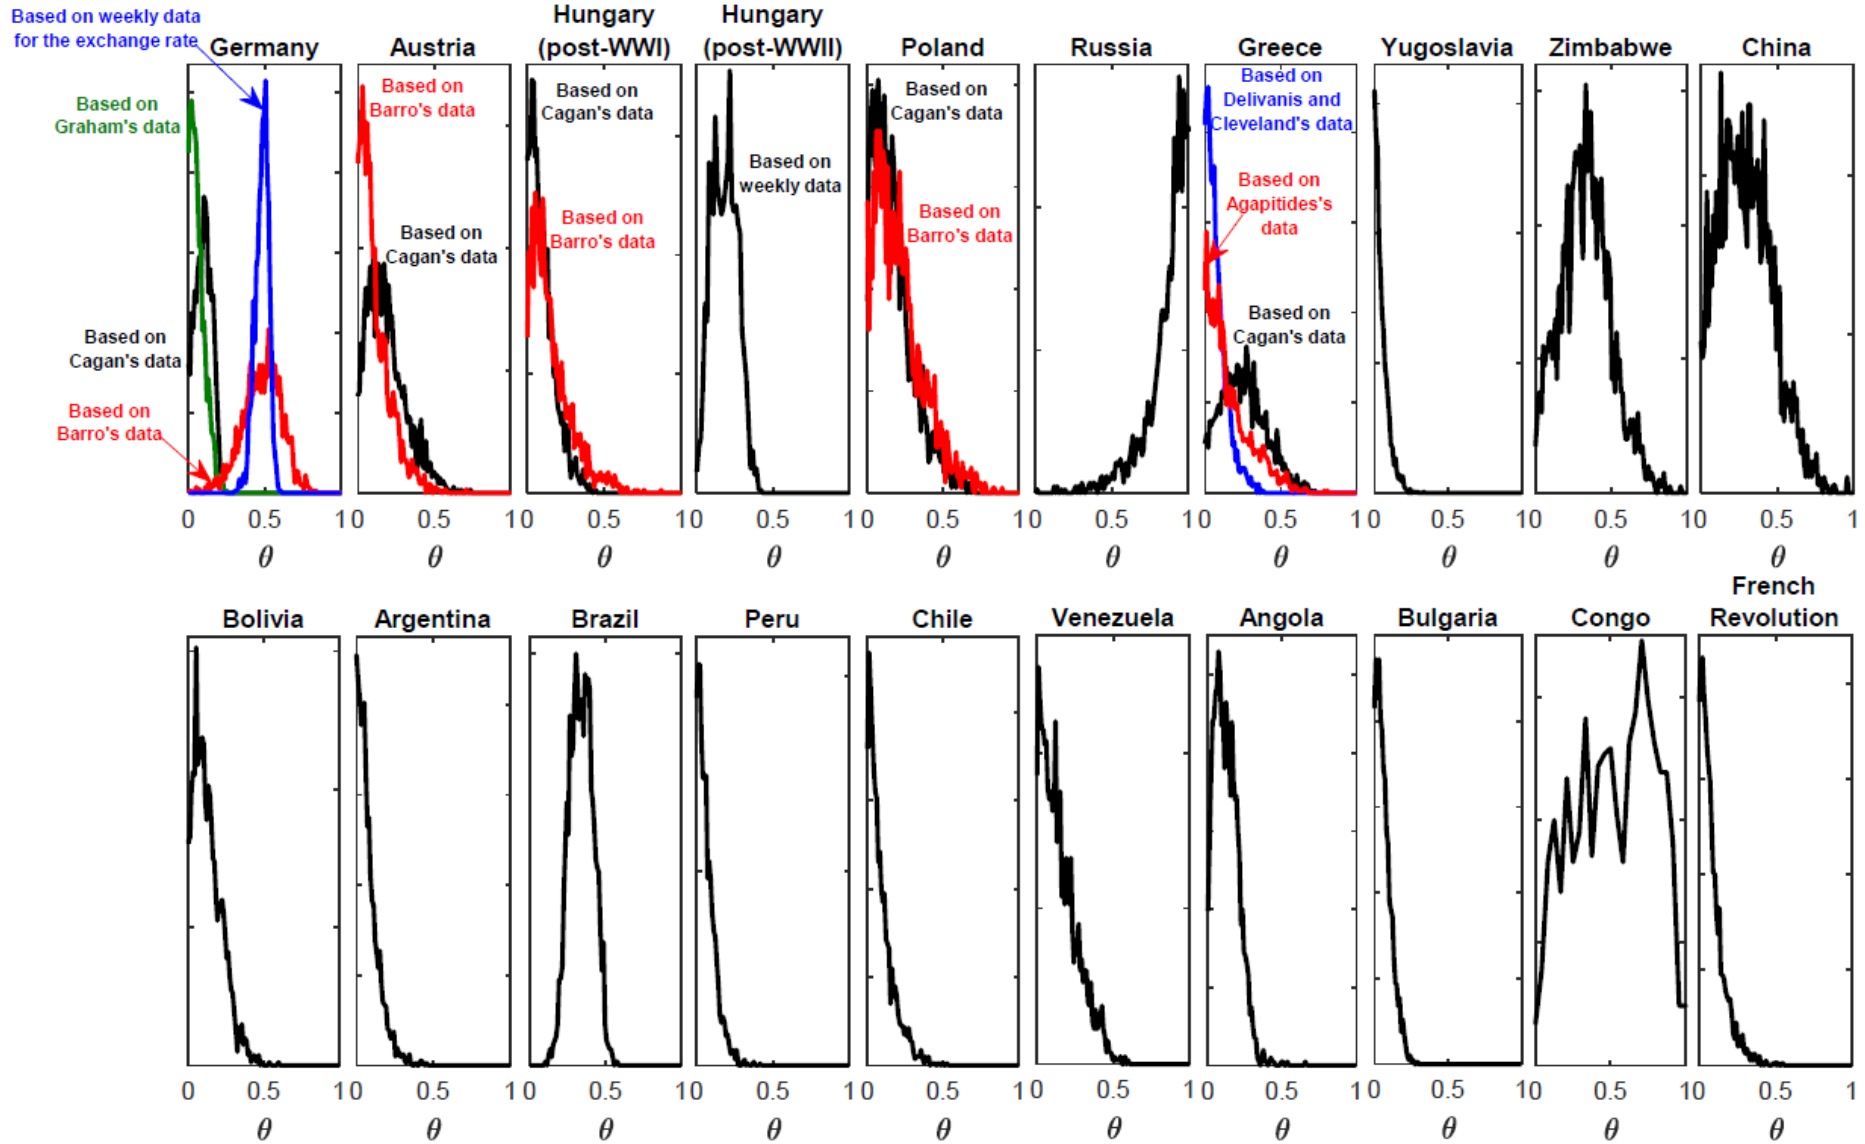 Based on weekly data
for the exchange rate
Germany
Austria
Hungary
(post-WWI)
Hungary
(post-WWII)
Poland
Russia
Greece
Yugoslavia
Zimbabwe
China
Based on
Graham's data
Based on
Cagan's data
Based on
Barro's data
Based on
Barro's data
Based on
Cagan's data
Based on
Cagan's data
Based on
Barro's data
Based on
weekly data
Based on
Cagan's data
Based on
Barro's data
Based on
Delivanis and
Cleveland's data
Based on
Agapitides's
data
Based on
Cagan's data
0 0.5 1 0 0.5 1 0 0.5 1 0 0.5 1 0 0.5 1 0 0.5 1 0 0.5 1 0 0.5 1 0 0.5 1 0 0.5 1
θ θ θ θ θ θ θ θ θ θ
Bolivia
Argentina
Brazil
Peru
Chile
Venezuela
Angola
Bulgaria
Congo
French
Revolution
0 0.5 1 0 0.5 1 0 0.5 1 0 0.5 1 0 0.5 1 0 0.5 1 0 0.5 1 0 0.5 1 0 0.5 1 0 0.5 1
θ θ θ θ θ θ θ θ θ θ